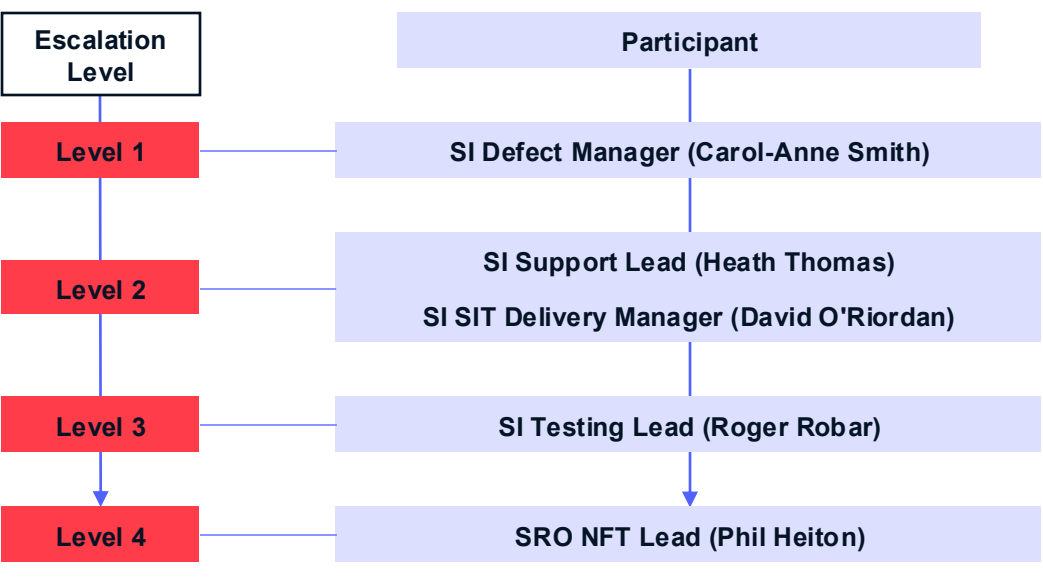 Escalation
Level
Participant
Level 1
SI Defect Manager (Carol-Anne Smith)
Level 2
SI Support Lead (Heath Thomas)
SI SIT Delivery Manager (David O'Riordan)
Level 3
SI Testing Lead (Roger Robar)
Level 4
SRO NFT Lead (Phil Heiton)